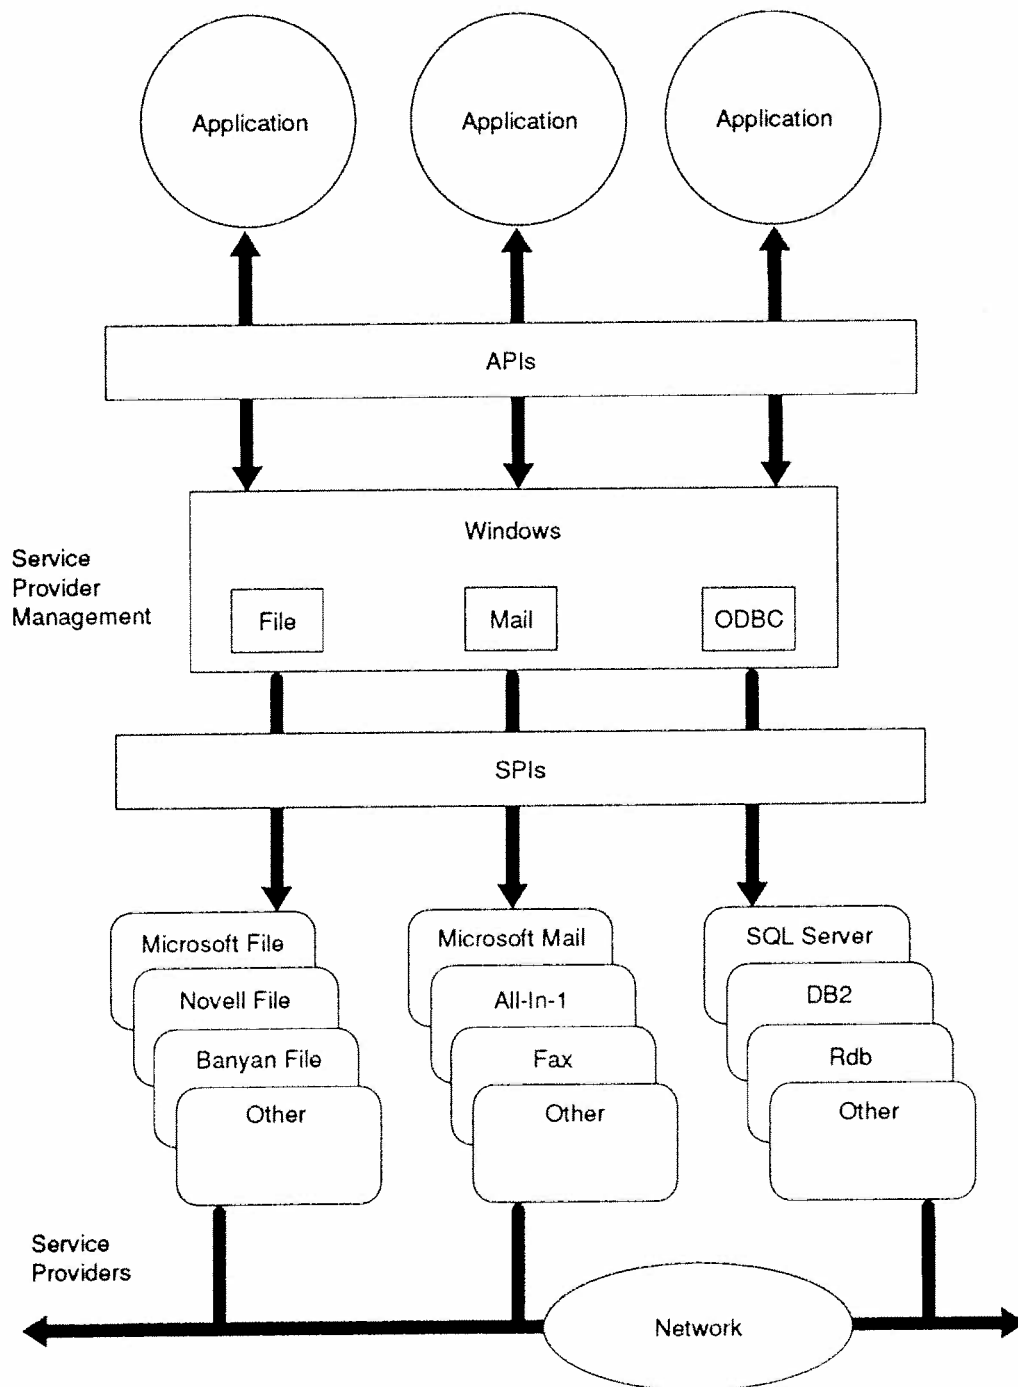 Application
Application
Application
APIs
Windows
Service
Provider
Management
File
Mail
ODBC
SPIs
Microsoft File
Novell File
Banyan File
Other
Microsoft Mail
All-In-1
Fax
Other
SQL Server
DB2
Rdb
Other
Service
Providers
Network